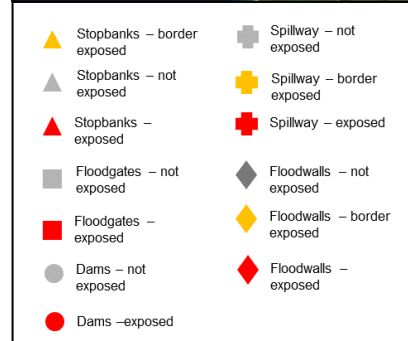 Stopbanks – border
exposed
Stopbanks – not
exposed
Stopbanks –
exposed
Floodgates – not
exposed
Floodgates –
exposed
Dams – not
exposed
Dams –exposed
Spillway – not
exposed
Spillway – border
exposed
Spillway – exposed
Floodwalls – not
exposed
Floodwalls – border
exposed
Floodwalls –
exposed